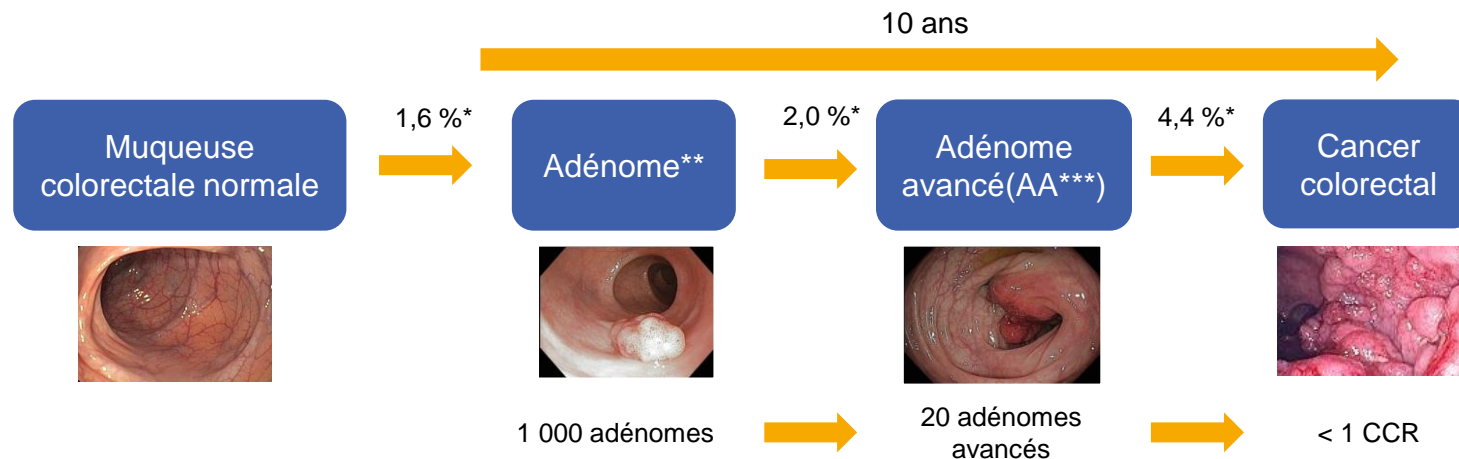 10 ans
1,6 %*
2,0 %*
4,4 %*
Muqueuse
colorectale normale
Adénome**
Adénome
avancé(AA***)
Cancer
colorectal
1 000 adénomes
20 adénomes
avancés
< 1 CCR